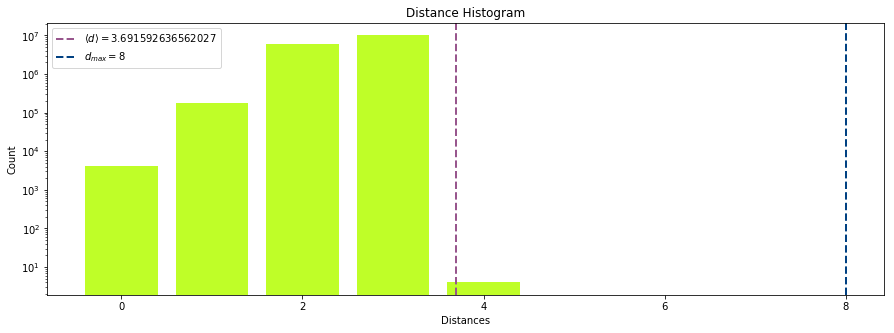 Distance Histogram
⟨d⟩ = 3.691592636562027
d_max = 8
Count
10^7
10^6
10^5
10^4
10^3
10^2
10^1
0 2 4 6 8
Distances